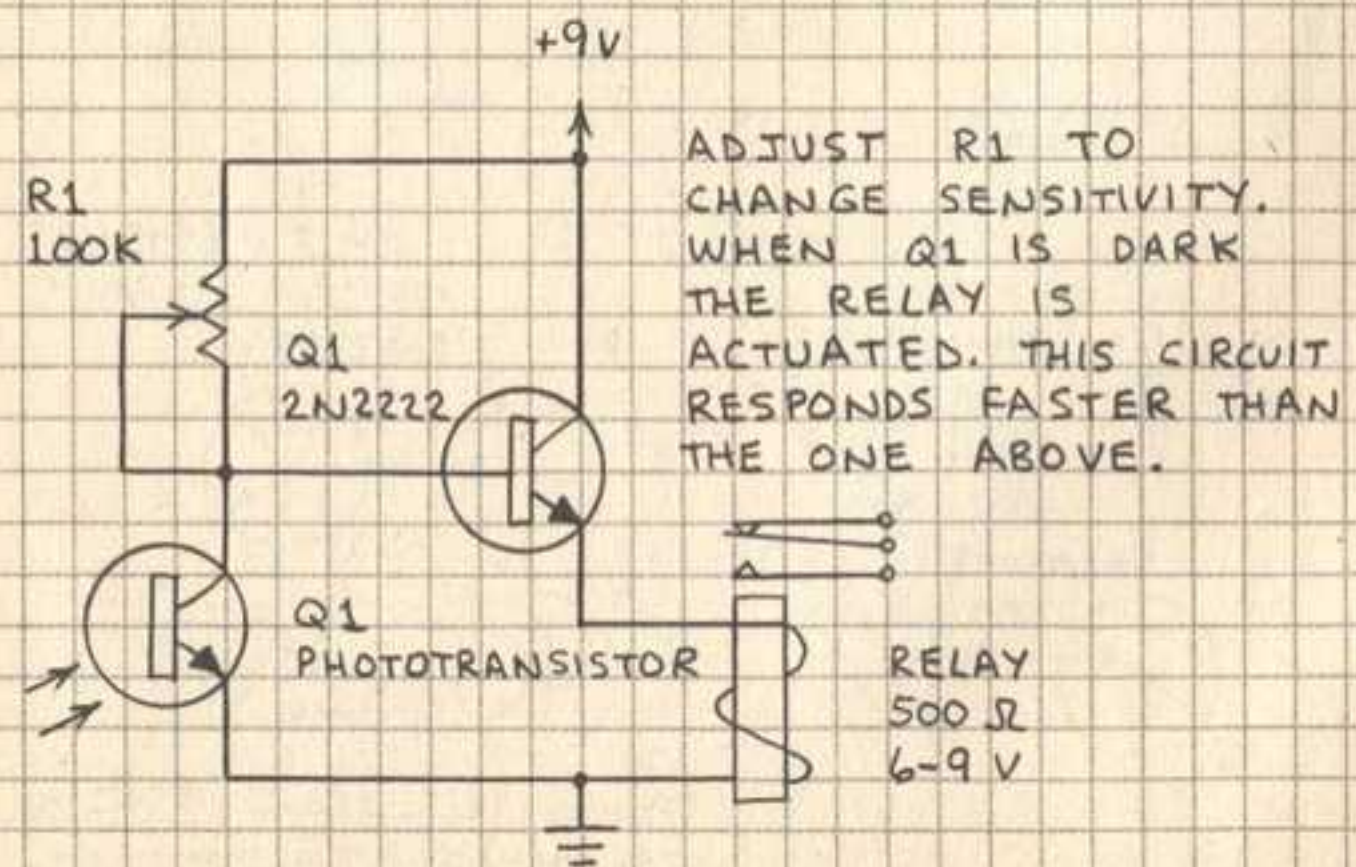 +9V
R1
100K
ADJUST R1 TO
CHANGE SENSITIVITY.
WHEN Q1 IS DARK
THE RELAY IS
ACTUATED. THIS CIRCUIT
RESPONDS FASTER THAN
THE ONE ABOVE.
Q1
2N2222
Q1
PHOTOTRANSISTOR
RELAY
500 Ω
6-9 V